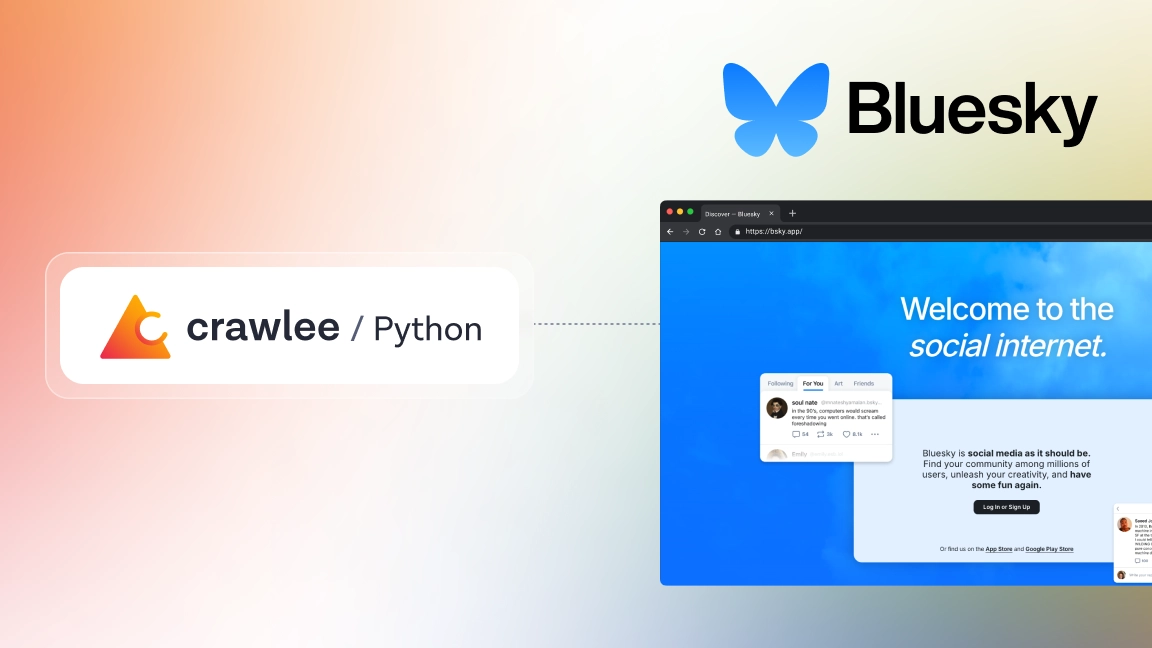 Bluesky
crawlee / Python
Discover — Bluesky
https://bsky.app/
Welcome to the
social internet.
Following For You Art Friends
soul nate
In the 90's, computers would scream
every time you went online. that's called
foreshadowing
54 3k 8.1k
Emily
Bluesky is social media as it should be.
Find your community among millions of
users, unleash your creativity, and have
some fun again.
Log In or Sign Up
Or find us on the App Store and Google Play Store